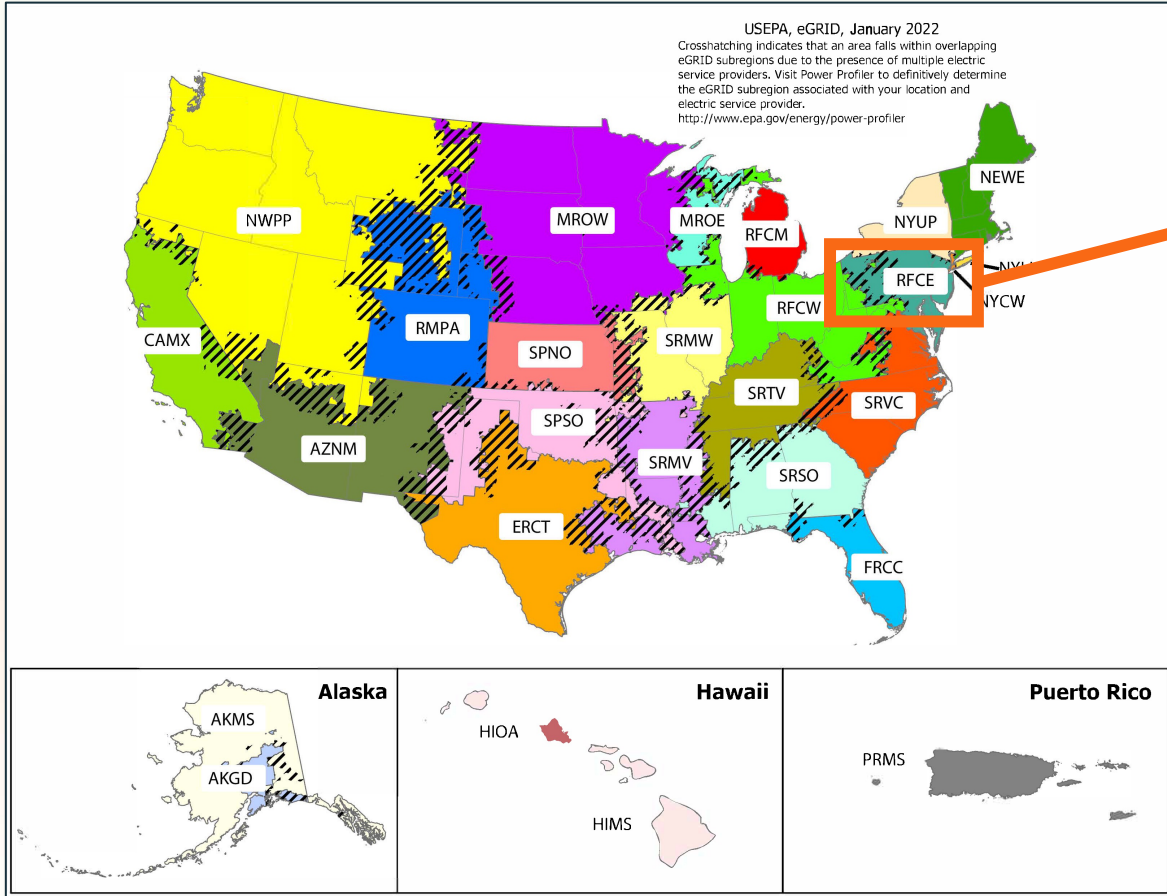 USEPA, eGRID, January 2022
Crosshatching indicates that an area falls within overlapping
eGRID subregions due to the presence of multiple electric
service providers. Visit Power Profiler to definitively determine
the eGRID subregion associated with your location and
electric service provider.
http://www.epa.gov/energy/power-profiler
NEWE
NWPP
MROW
MROE
RFCM
NYUP
RFCE
NYCW
RFCW
RMPA
CAMX
SRMW
SPNO
SRTV
SRVC
SPSO
AZNM
SRMV
SRSO
ERCT
FRCC
Alaska
AKMS
AKGD
Hawaii
HIOA
HIMS
Puerto Rico
PRMS